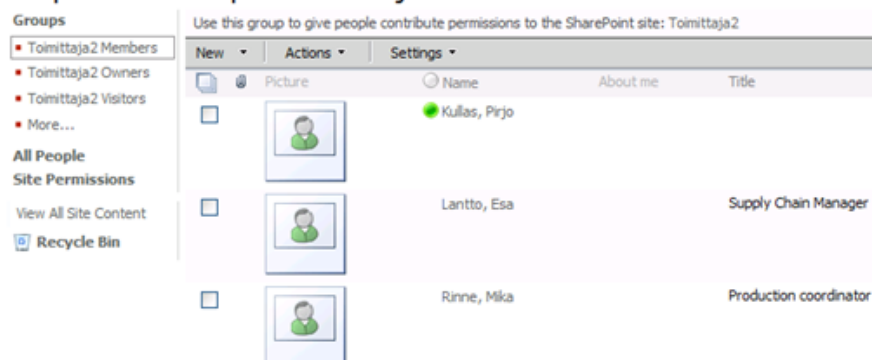 Groups
Toimittaja2 Members
Toimittaja2 Owners
Toimittaja2 Visitors
More...
All People
Site Permissions
View All Site Content
Recycle Bin
Use this group to give people contribute permissions to the SharePoint site: Toimittaja2
New Actions Settings
Picture Name About me Title
Kullas, Pirjo
Lantto, Esa Supply Chain Manager
Rinne, Mika Production coordinator